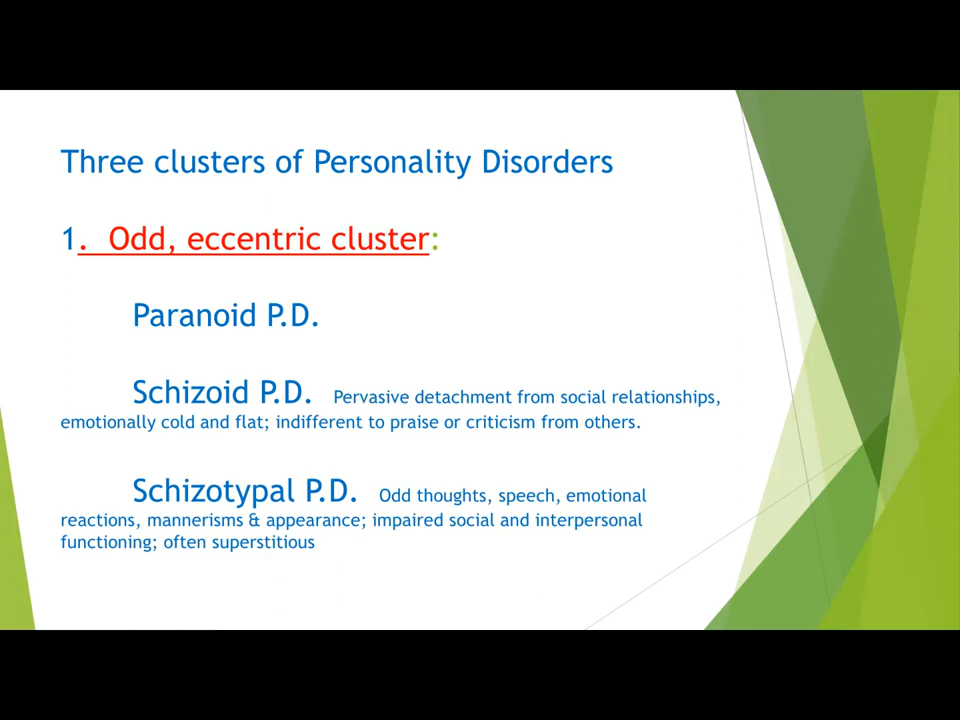 Three clusters of Personality Disorders
1. Odd, eccentric cluster:
Paranoid P.D.
Schizoid P.D. Pervasive detachment from social relationships,
emotionally cold and flat; indifferent to praise or criticism from others.
Schizotypal P.D. Odd thoughts, speech, emotional
reactions, mannerisms & appearance; impaired social and interpersonal
functioning; often superstitious